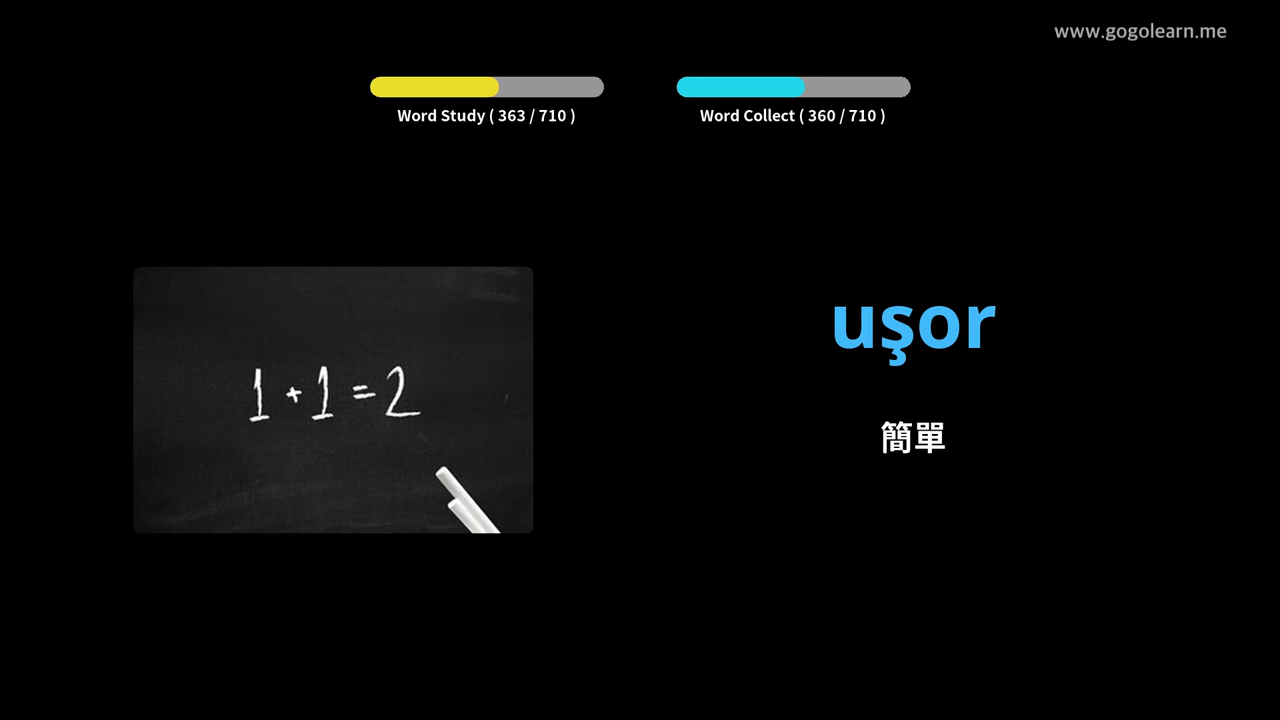 www.gogolearn.me
Word Study ( 363 / 710 )
Word Collect ( 360 / 710 )
1 + 1 = 2
uşor
簡單